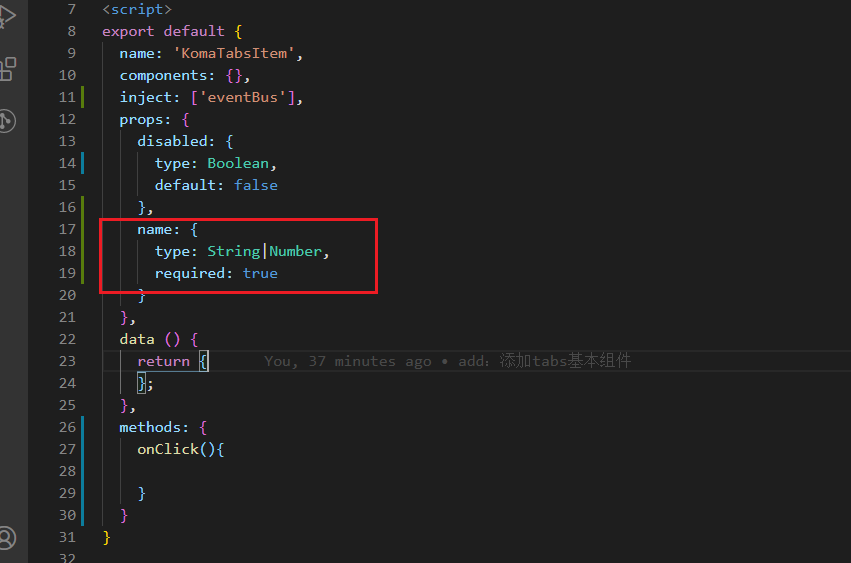 7 <script>
8 export default {
9 name: 'KomaTabsItem',
10 components: {},
11 inject: ['eventBus'],
12 props: {
13 disabled: {
14 type: Boolean,
15 default: false
16 },
17 name: {
18 type: String|Number,
19 required: true
20 }
21 },
22 data () {
23 return { You, 37 minutes ago • add：添加tabs基本组件
24 };
25 },
26 methods: {
27 onClick(){
28
29 }
30 }
31 }
32